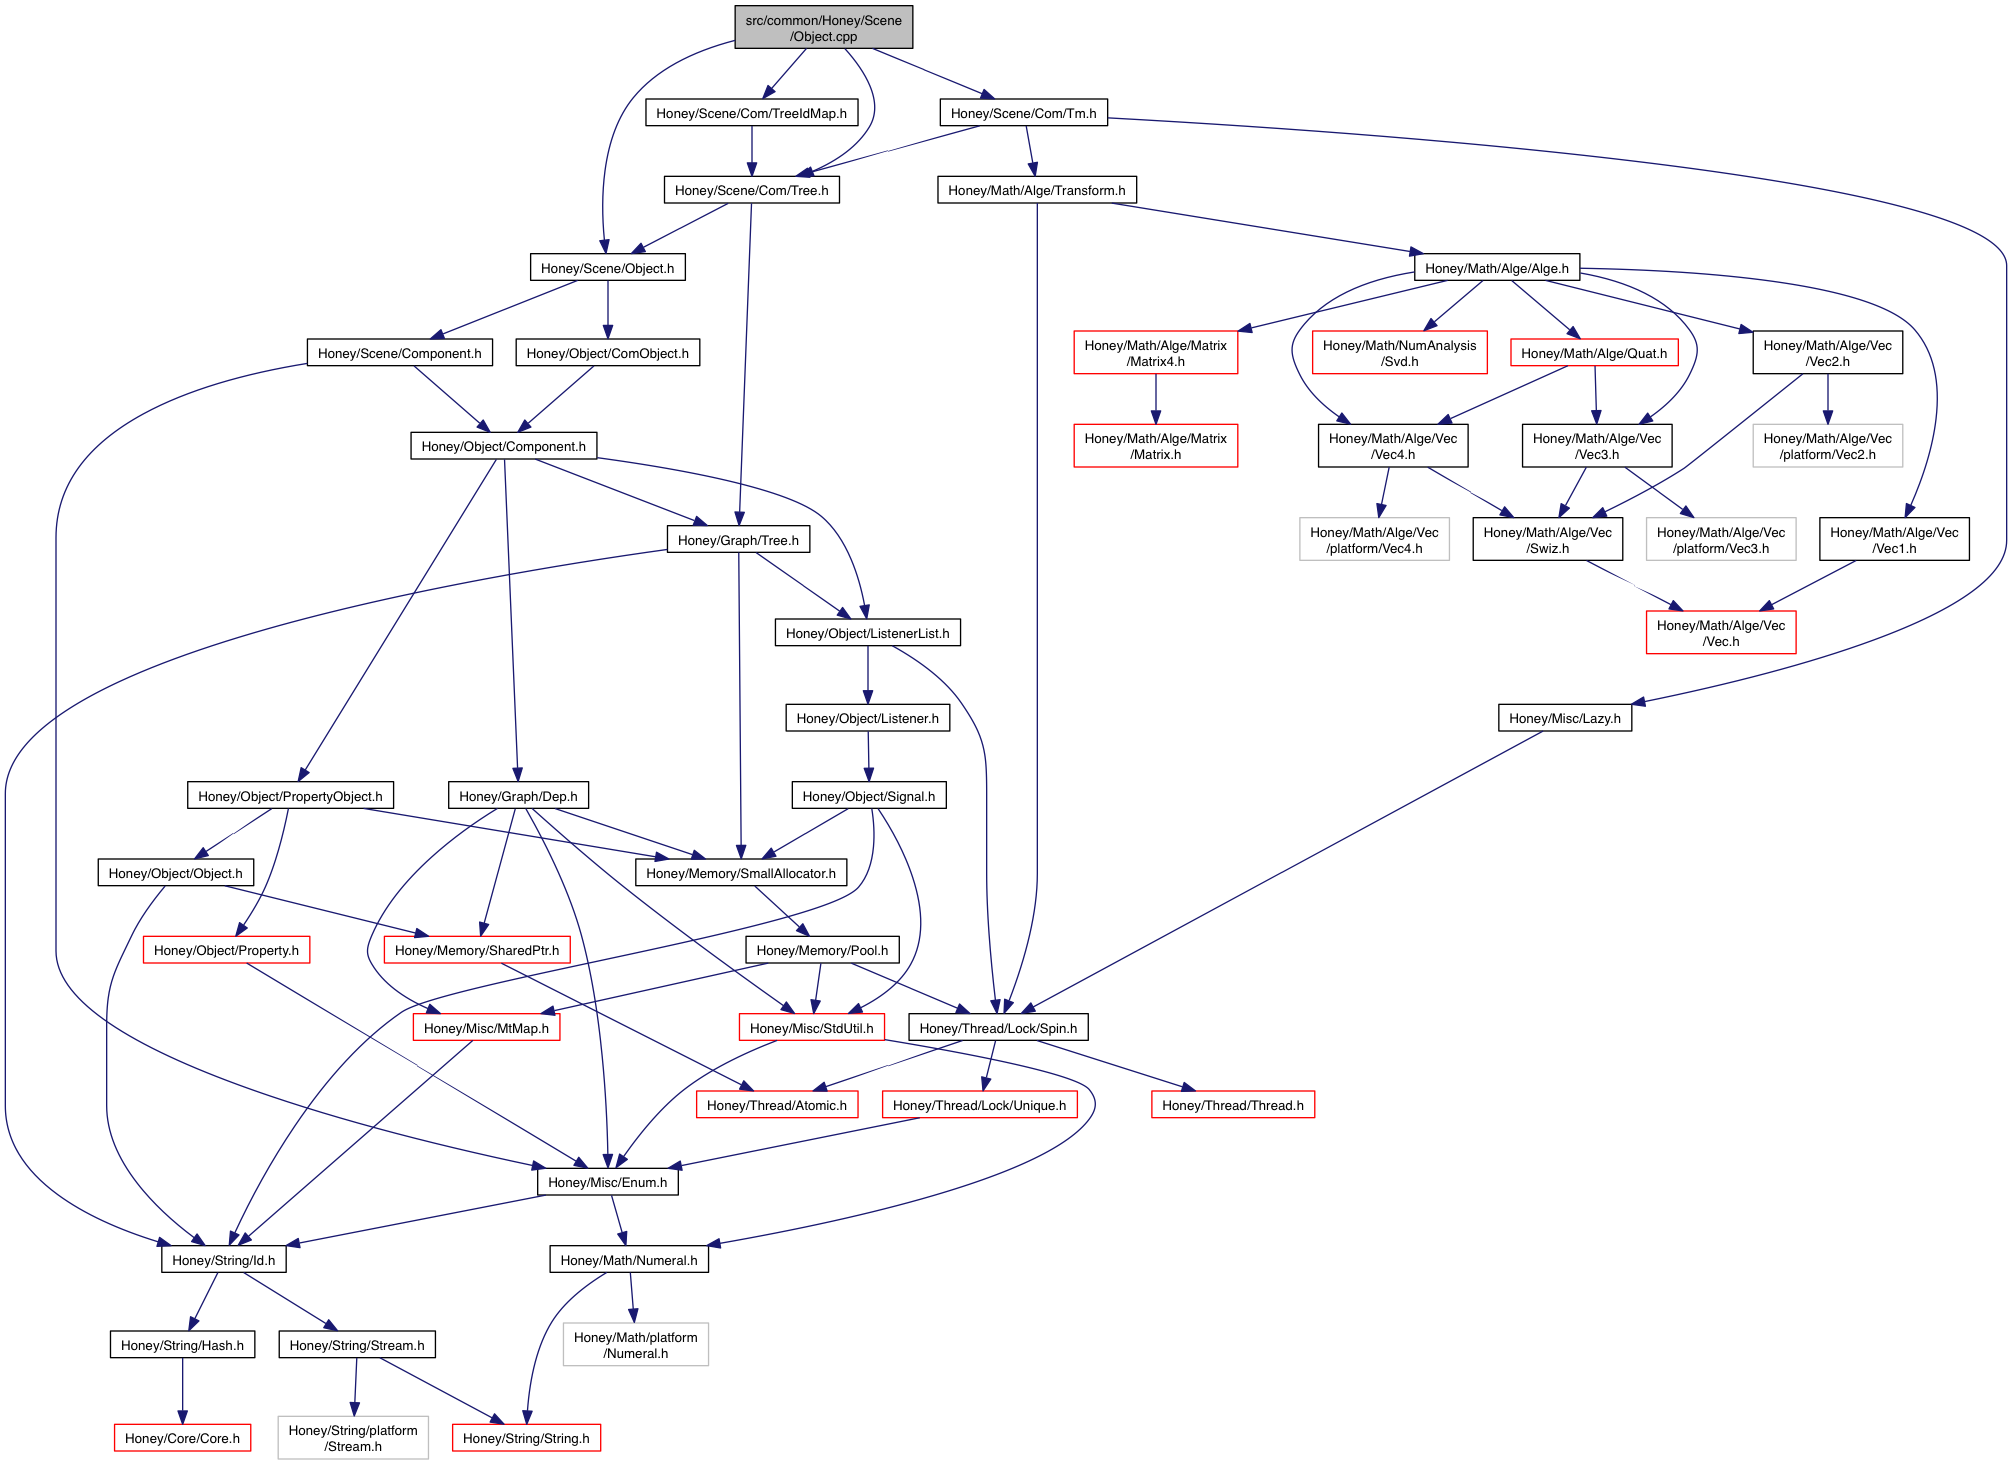 src/common/Honey/Scene
/Object.cpp
Honey/Scene/Com/TreeIdMap.h
Honey/Scene/Com/Tm.h
Honey/Scene/Com/Tree.h
Honey/Math/Alge/Transform.h
Honey/Scene/Object.h
Honey/Math/Alge/Alge.h
Honey/Scene/Component.h
Honey/Object/ComObject.h
Honey/Math/Alge/Matrix
/Matrix4.h
Honey/Math/NumAnalysis
/Svd.h
Honey/Math/Alge/Quat.h
Honey/Math/Alge/Vec
/Vec2.h
Honey/Object/Component.h
Honey/Math/Alge/Matrix
/Matrix.h
Honey/Math/Alge/Vec
/Vec4.h
Honey/Math/Alge/Vec
/Vec3.h
Honey/Math/Alge/Vec
/platform/Vec2.h
Honey/Graph/Tree.h
Honey/Math/Alge/Vec
/platform/Vec4.h
Honey/Math/Alge/Vec
/Swiz.h
Honey/Math/Alge/Vec
/platform/Vec3.h
Honey/Math/Alge/Vec
/Vec1.h
Honey/Object/ListenerList.h
Honey/Math/Alge/Vec
/Vec.h
Honey/Object/Listener.h
Honey/Misc/Lazy.h
Honey/Object/PropertyObject.h
Honey/Graph/Dep.h
Honey/Object/Signal.h
Honey/Object/Object.h
Honey/Memory/SmallAllocator.h
Honey/Object/Property.h
Honey/Memory/SharedPtr.h
Honey/Memory/Pool.h
Honey/Misc/MtMap.h
Honey/Misc/StdUtil.h
Honey/Thread/Lock/Spin.h
Honey/Thread/Atomic.h
Honey/Thread/Lock/Unique.h
Honey/Thread/Thread.h
Honey/Misc/Enum.h
Honey/String/Id.h
Honey/Math/Numeral.h
Honey/String/Hash.h
Honey/String/Stream.h
Honey/Math/platform
/Numeral.h
Honey/Core/Core.h
Honey/String/platform
/Stream.h
Honey/String/String.h